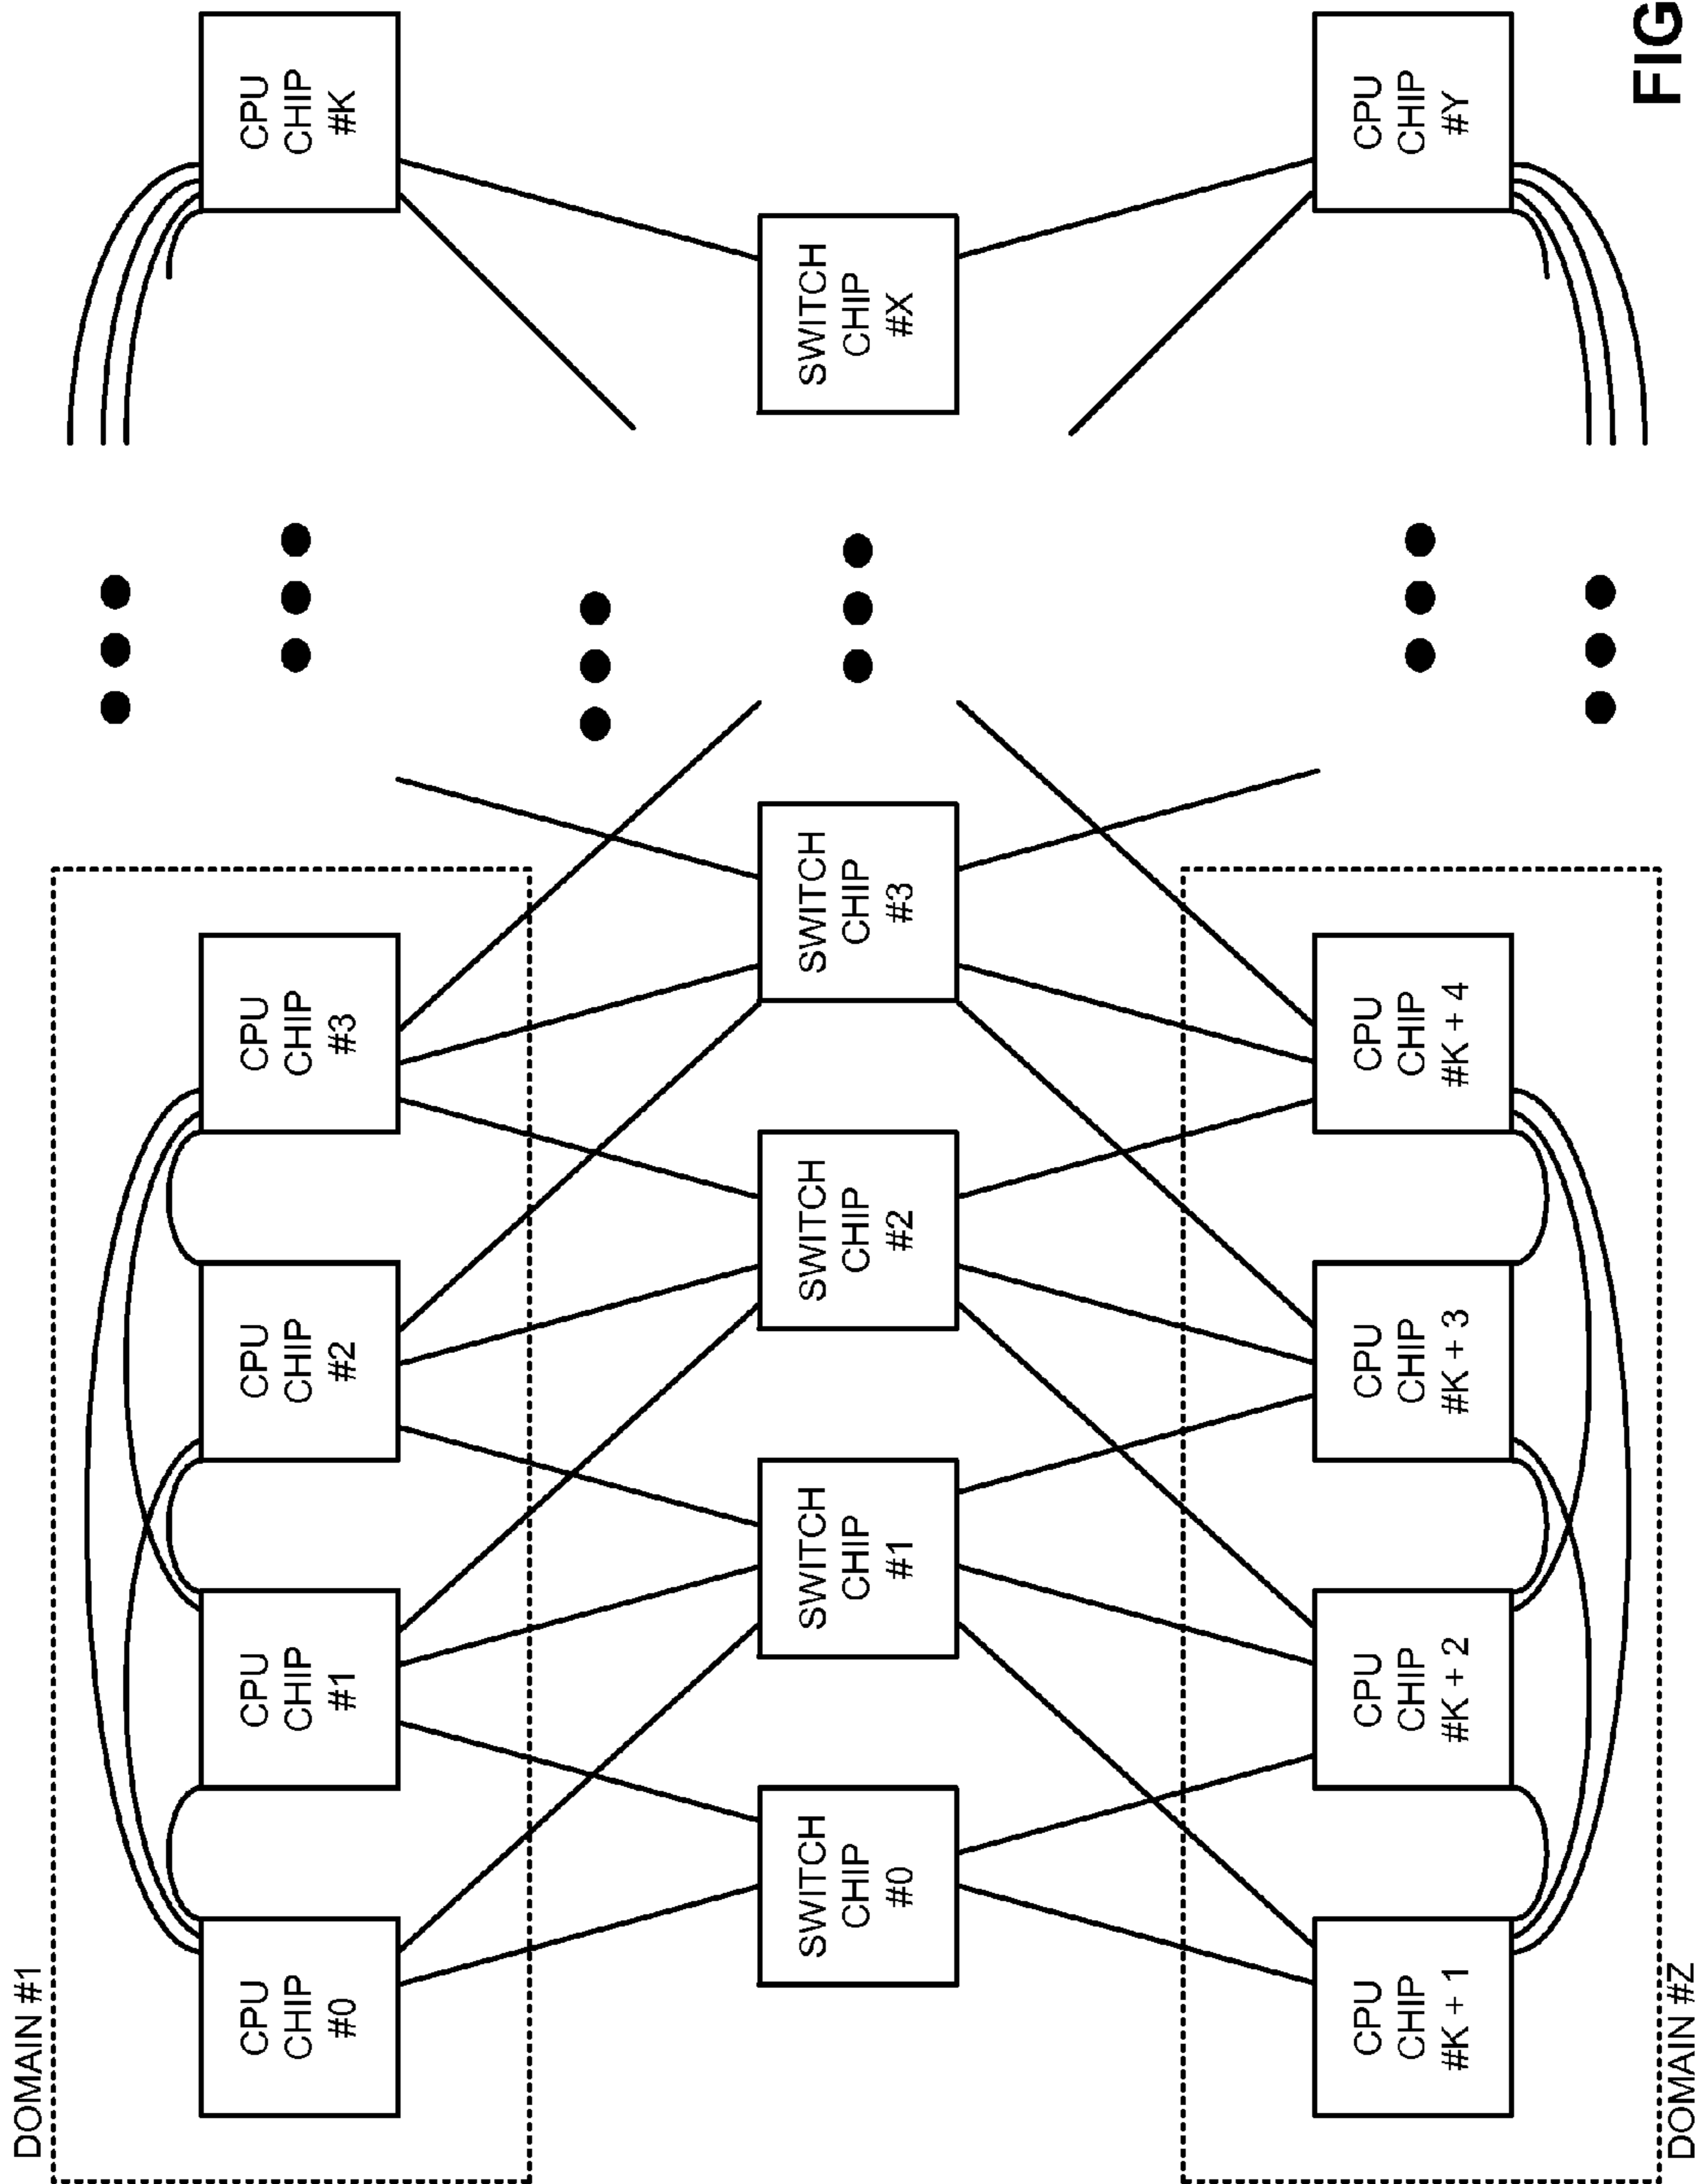 DOMAIN #1
CPU
CHIP
#0
CPU
CHIP
#1
CPU
CHIP
#2
CPU
CHIP
#3
CPU
CHIP
#K
SWITCH
CHIP
#0
SWITCH
CHIP
#1
SWITCH
CHIP
#2
SWITCH
CHIP
#3
SWITCH
CHIP
#X
CPU
CHIP
#K + 1
CPU
CHIP
#K + 2
CPU
CHIP
#K + 3
CPU
CHIP
#K + 4
CPU
CHIP
#Y
DOMAIN #Z
FIG